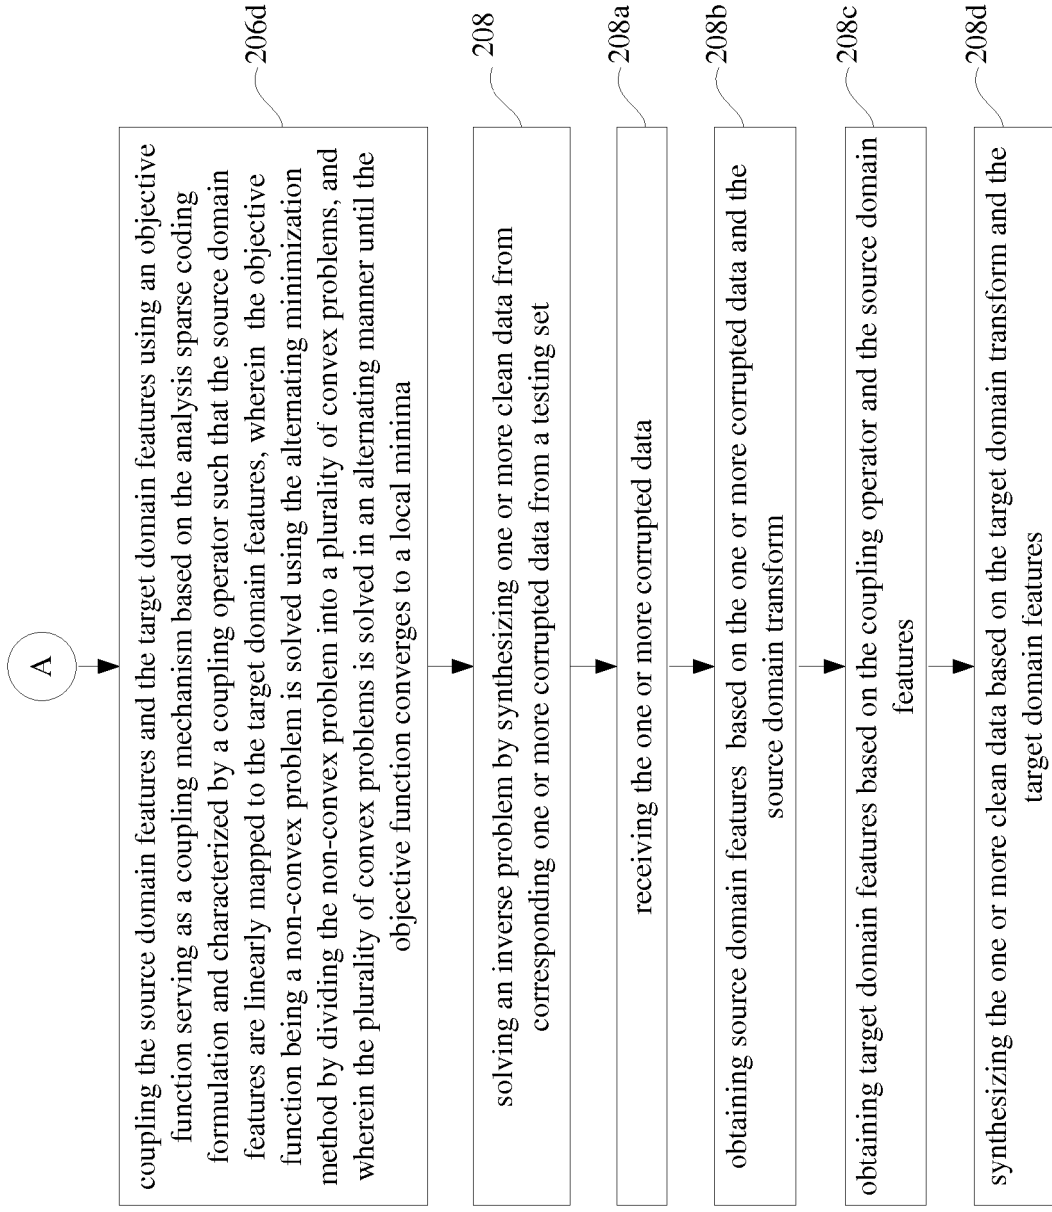 A
206d
coupling the source domain features and the target domain features using an objective
function serving as a coupling mechanism based on the analysis sparse coding
formulation and characterized by a coupling operator such that the source domain
features are linearly mapped to the target domain features, wherein the objective
function being a non-convex problem is solved using the alternating minimization
method by dividing the non-convex problem into a plurality of convex problems, and
wherein the plurality of convex problems is solved in an alternating manner until the
objective function converges to a local minima
208
solving an inverse problem by synthesizing one or more clean data from
corresponding one or more corrupted data from a testing set
208a
receiving the one or more corrupted data
208b
obtaining source domain features based on the one or more corrupted data and the
source domain transform
208c
obtaining target domain features based on the coupling operator and the source domain
features
208d
synthesizing the one or more clean data based on the target domain transform and the
target domain features